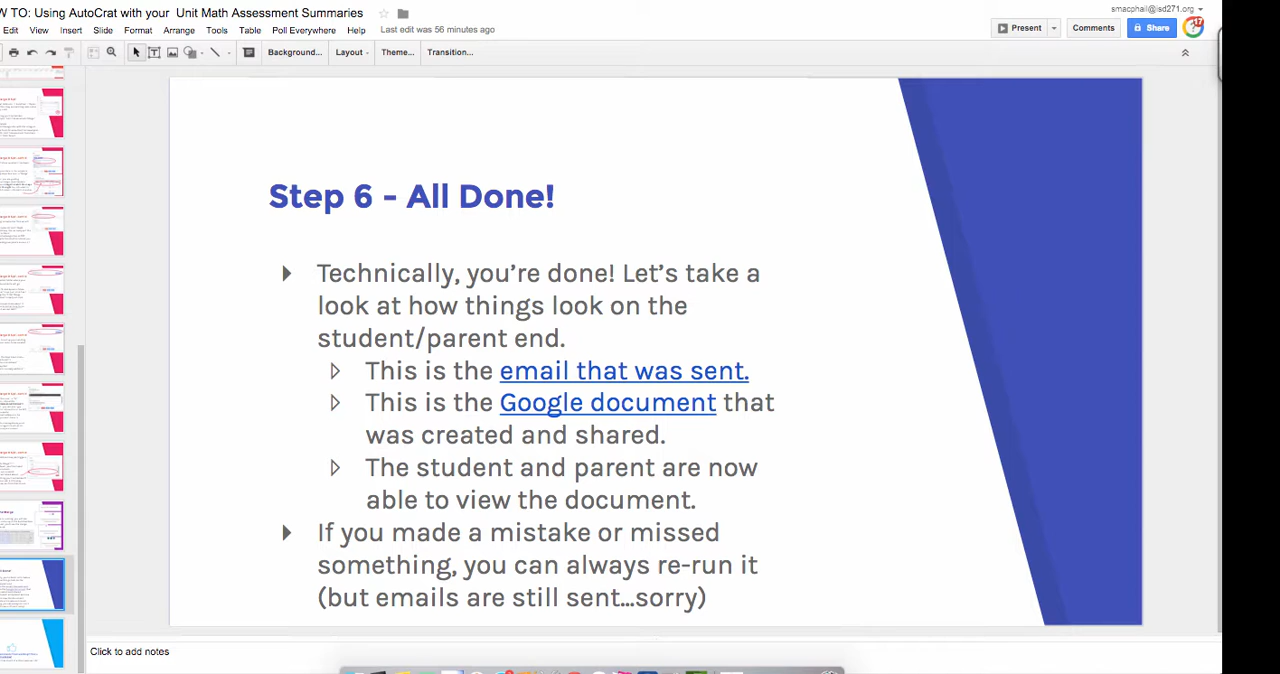 W TO: Using AutoCrat with your Unit Math Assessment Summaries
smacphail@isd271.org
Edit View Insert Slide Format Arrange Tools Table Poll Everywhere Help Last edit was 56 minutes ago
Present Comments Share
Background... Layout Theme... Transition...
Step 6 - All Done!
Technically, you’re done! Let’s take a
look at how things look on the
student/parent end.
This is the email that was sent.
This is the Google document that
was created and shared.
The student and parent are now
able to view the document.
If you made a mistake or missed
something, you can always re-run it
(but emails are still sent...sorry)
Click to add notes